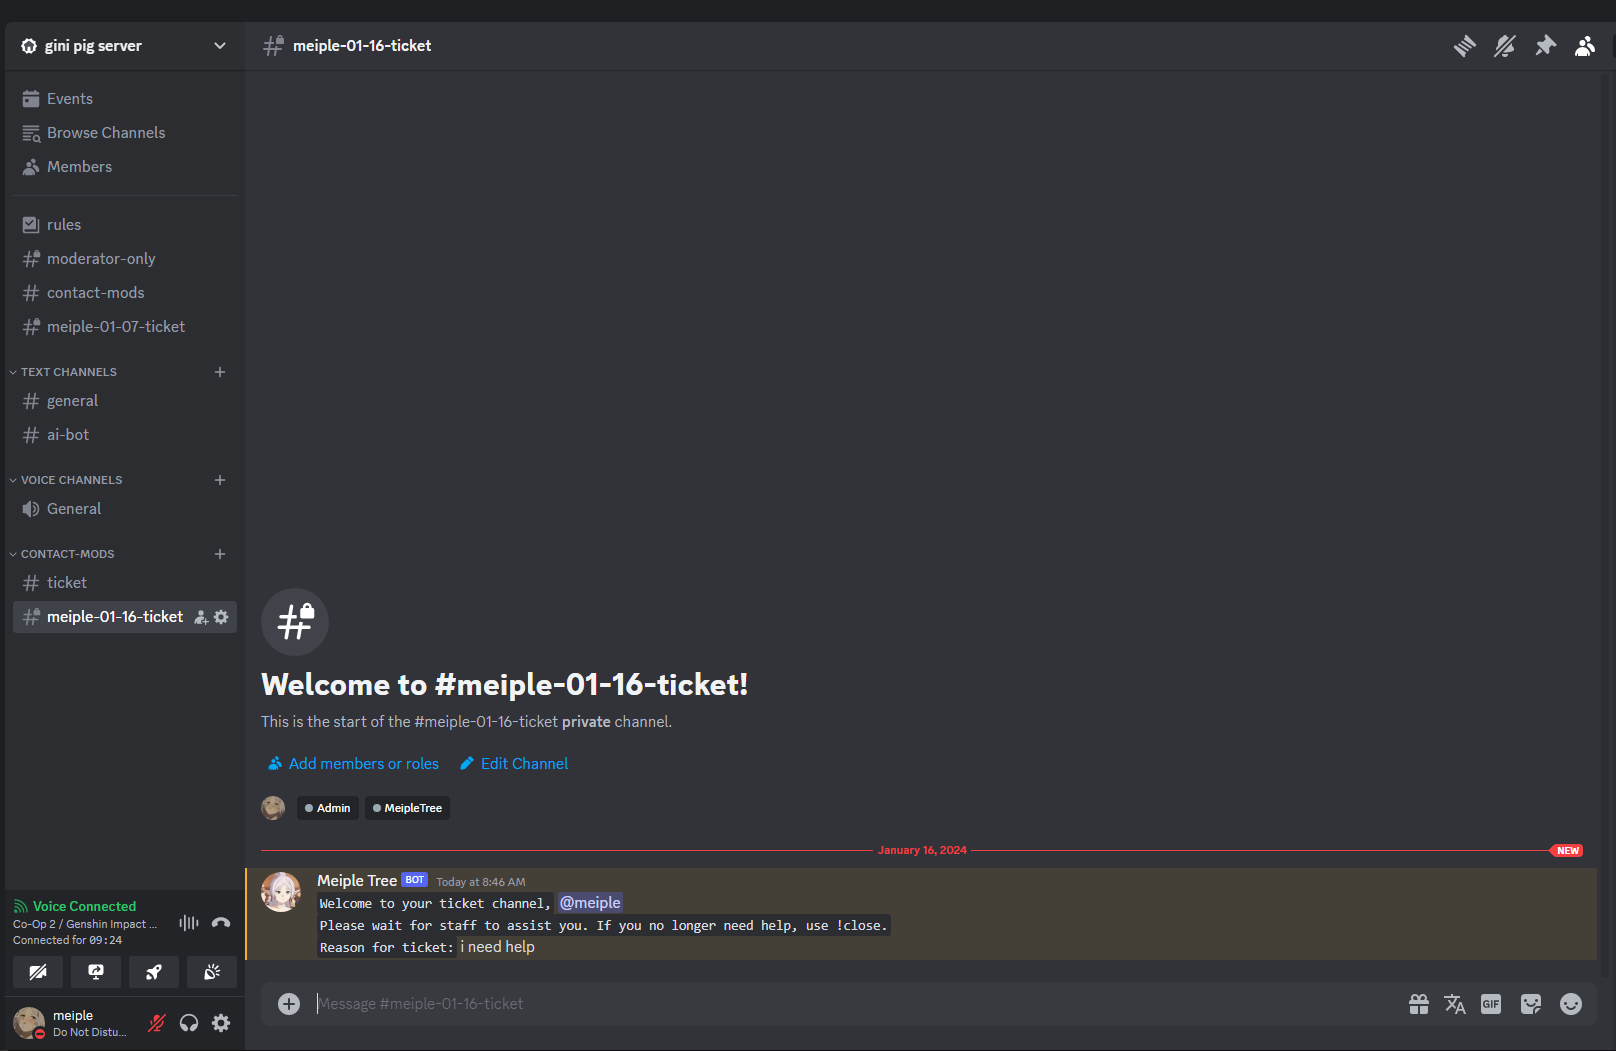 gini pig server
Events
Browse Channels
Members
rules
moderator-only
contact-mods
meiple-01-07-ticket
TEXT CHANNELS
general
ai-bot
VOICE CHANNELS
General
CONTACT-MODS
ticket
meiple-01-16-ticket
Voice Connected
Co-Op 2 / Genshin Impact ...
Connected for 09:24
meiple
Do Not Distu...
meiple-01-16-ticket
Welcome to #meiple-01-16-ticket!
This is the start of the #meiple-01-16-ticket private channel.
Add members or roles Edit Channel
Admin MeipleTree
January 16, 2024 NEW
Meiple Tree BOT Today at 8:46 AM
Welcome to your ticket channel, @meiple
Please wait for staff to assist you. If you no longer need help, use !close.
Reason for ticket: i need help
Message #meiple-01-16-ticket
GIF